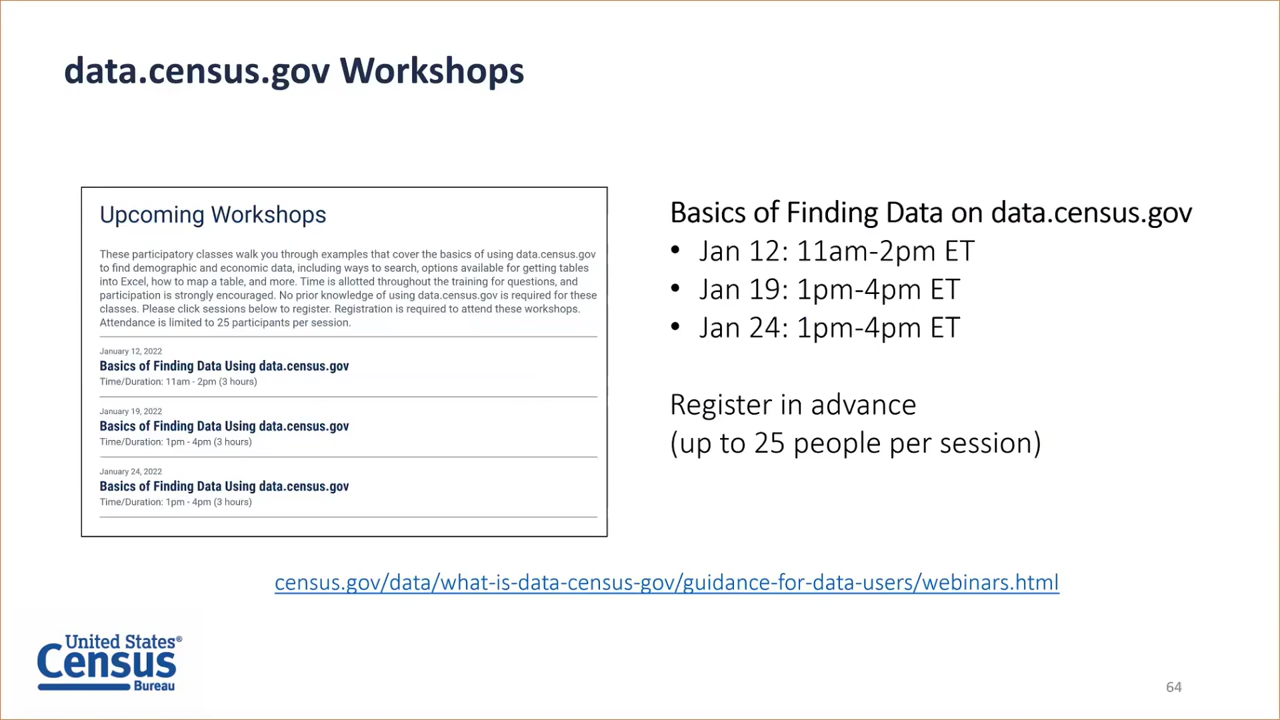 data.census.gov Workshops
Upcoming Workshops
These participatory classes walk you through examples that cover the basics of using data.census.gov
to find demographic and economic data, including ways to search, options available for getting tables
into Excel, how to map a table, and more. Time is allotted throughout the training for questions, and
participation is strongly encouraged. No prior knowledge of using data.census.gov is required for these
classes. Please click sessions below to register. Registration is required to attend these workshops.
Attendance is limited to 25 participants per session.
January 12, 2022
Basics of Finding Data Using data.census.gov
Time/Duration: 11am - 2pm (3 hours)
January 19, 2022
Basics of Finding Data Using data.census.gov
Time/Duration: 1pm - 4pm (3 hours)
January 24, 2022
Basics of Finding Data Using data.census.gov
Time/Duration: 1pm - 4pm (3 hours)
Basics of Finding Data on data.census.gov
• Jan 12: 11am-2pm ET
• Jan 19: 1pm-4pm ET
• Jan 24: 1pm-4pm ET
Register in advance
(up to 25 people per session)
census.gov/data/what-is-data-census-gov/guidance-for-data-users/webinars.html
United States®
Census
Bureau
64